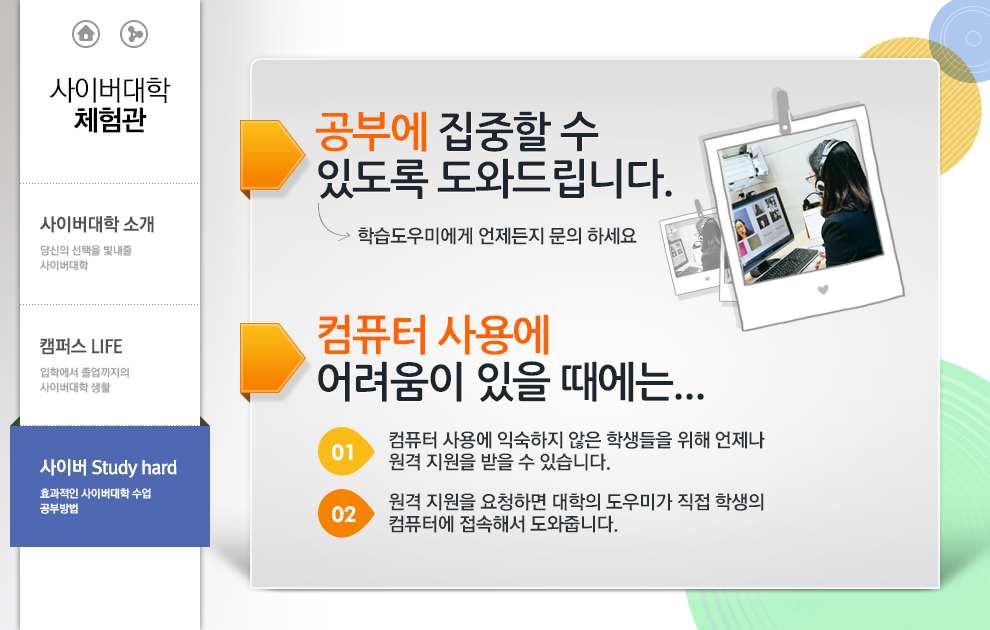 사이버대학
체험관
사이버대학 소개
당신의 선택을 빛내줄
사이버대학
캠퍼스 LIFE
입학에서 졸업까지의
사이버대학 생활
사이버 Study hard
효과적인 사이버대학 수업
공부방법
공부에 집중할 수
있도록 도와드립니다.
학습도우미에게 언제든지 문의 하세요
컴퓨터 사용에
어려움이 있을 때에는...
01
컴퓨터 사용에 익숙하지 않은 학생들을 위해 언제나
원격 지원을 받을 수 있습니다.
02
원격 지원을 요청하면 대학의 도우미가 직접 학생의
컴퓨터에 접속해서 도와줍니다.